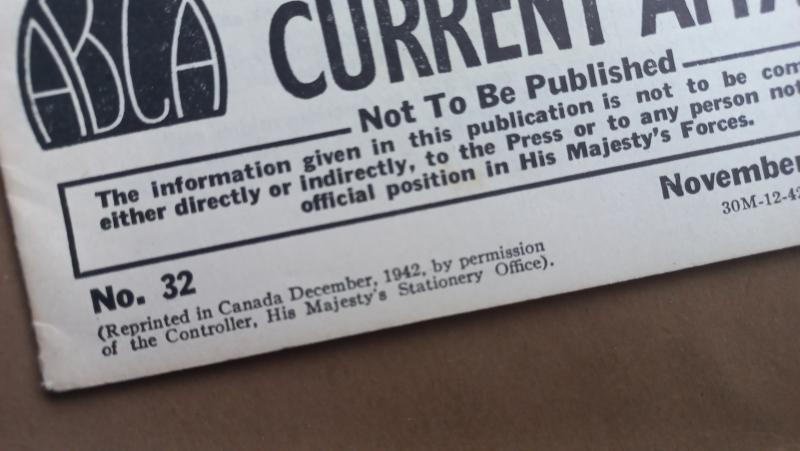 ABCA
CURRENT
Not To Be Published
The information given in this publication is not to be
either directly or indirectly, to the Press or to any person
official position in His Majesty's Forces.
November
30M-12-42
No. 32
(Reprinted in Canada December, 1942, by permission
of the Controller, His Majesty's Stationery Office).